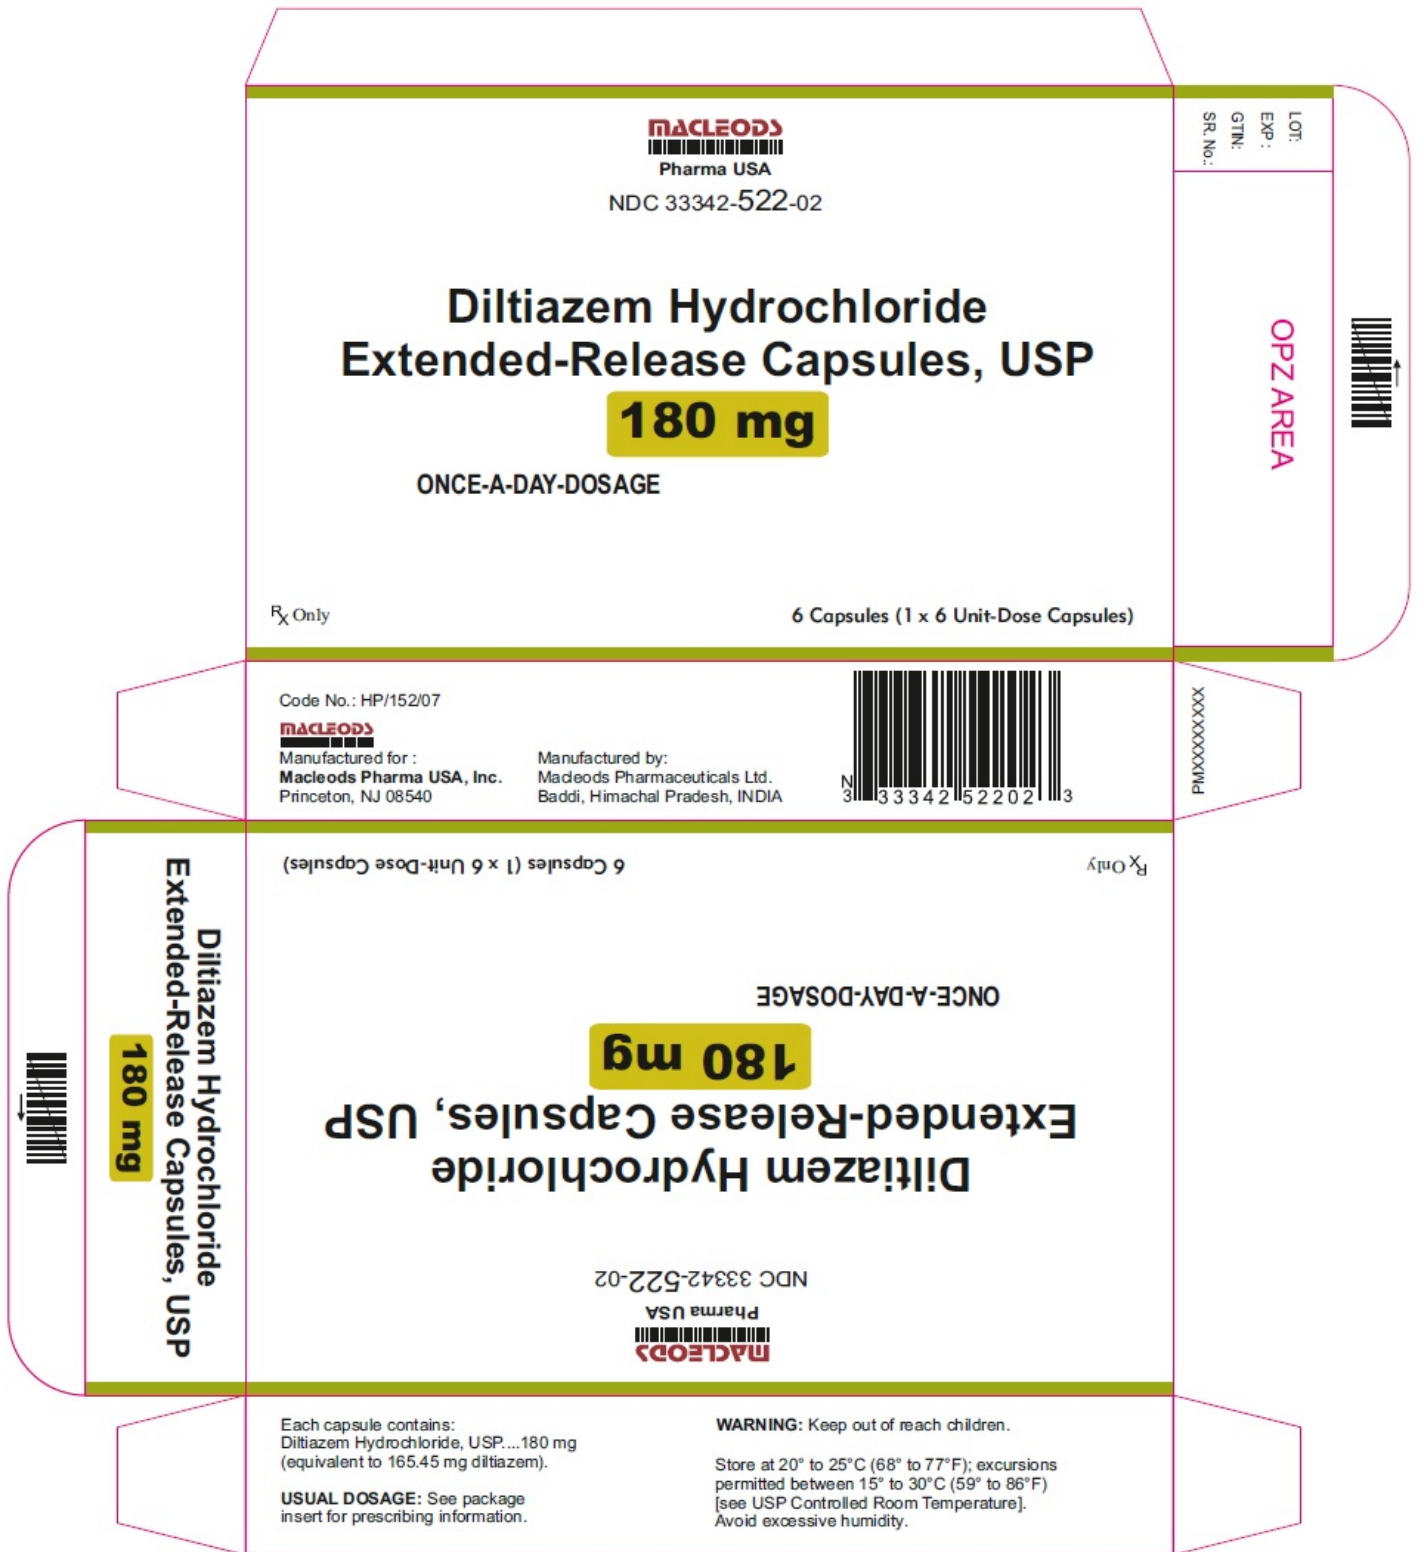 MACLEODS
Pharma USA
NDC 33342-522-02
Diltiazem Hydrochloride
Extended-Release Capsules, USP
180 mg
ONCE-A-DAY-DOSAGE
Rx Only
6 Capsules (1 x 6 Unit-Dose Capsules)
LOT:
EXP :
GTIN:
SR. No.:
OPZ AREA
Code No.: HP/152/07
MACLEODS
Manufactured for :
Macleods Pharma USA, Inc.
Princeton, NJ 08540
Manufactured by:
Macleods Pharmaceuticals Ltd.
Baddi, Himachal Pradesh, INDIA
N
3 33342 52202 3
PMXXXXXXXX
Diltiazem Hydrochloride
Extended-Release Capsules, USP
180 mg
MACLEODS
Pharma USA
NDC 33342-522-02
Diltiazem Hydrochloride
Extended-Release Capsules, USP
180 mg
ONCE-A-DAY-DOSAGE
Rx Only
6 Capsules (1 x 6 Unit-Dose Capsules)
Each capsule contains:
Diltiazem Hydrochloride, USP....180 mg
(equivalent to 165.45 mg diltiazem).
USUAL DOSAGE: See package
insert for prescribing information.
WARNING: Keep out of reach children.
Store at 20° to 25°C (68° to 77°F); excursions
permitted between 15° to 30°C (59° to 86°F)
[see USP Controlled Room Temperature].
Avoid excessive humidity.